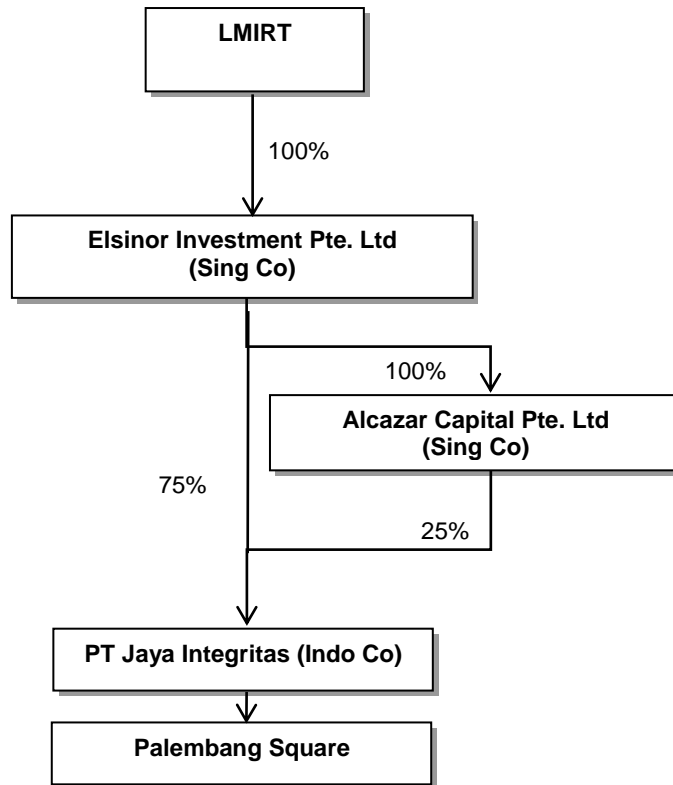 LMIRT
100%
Elsinor Investment Pte. Ltd
(Sing Co)
100%
Alcazar Capital Pte. Ltd
(Sing Co)
75%
25%
PT Jaya Integritas (Indo Co)
Palembang Square